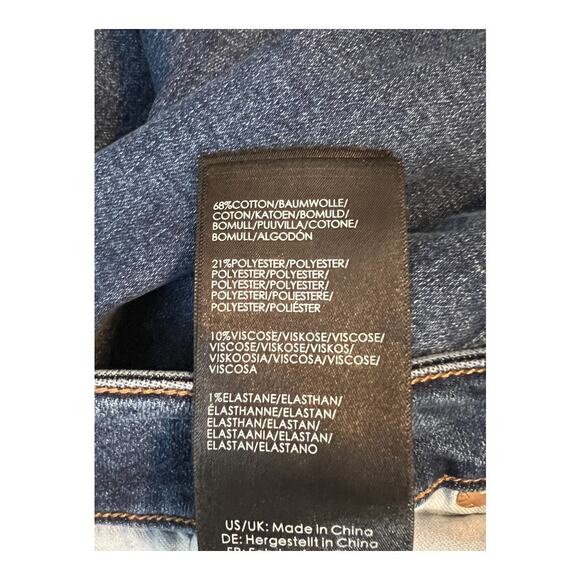 68%COTTON/BAUMWOLLE/
COTON/KATOEN/BOMULD/
BOMULL/PUUVILLA/COTONE/
BOMULL/ALGODÓN
21%POLYESTER/POLYESTER/
POLYESTER/POLYESTER/
POLYESTER/POLYESTER/
POLYESTERI/POLIESTERE/
POLYESTER/POLIÉSTER
10%VISCOSE/VISKOSE/VISCOSE/
VISCOSE/VISKOSE/VISKOS/
VISKOOSIA/VISCOSA/VISCOSE/
VISCOSA
1%ELASTANE/ELASTHAN/
ÉLASTHANNE/ELASTAN/
ELASTHAN/ELASTAN/
ELASTAANIA/ELASTAN/
ELASTAN/ELASTANO
US/UK: Made in China
DE: Hergestellt in China